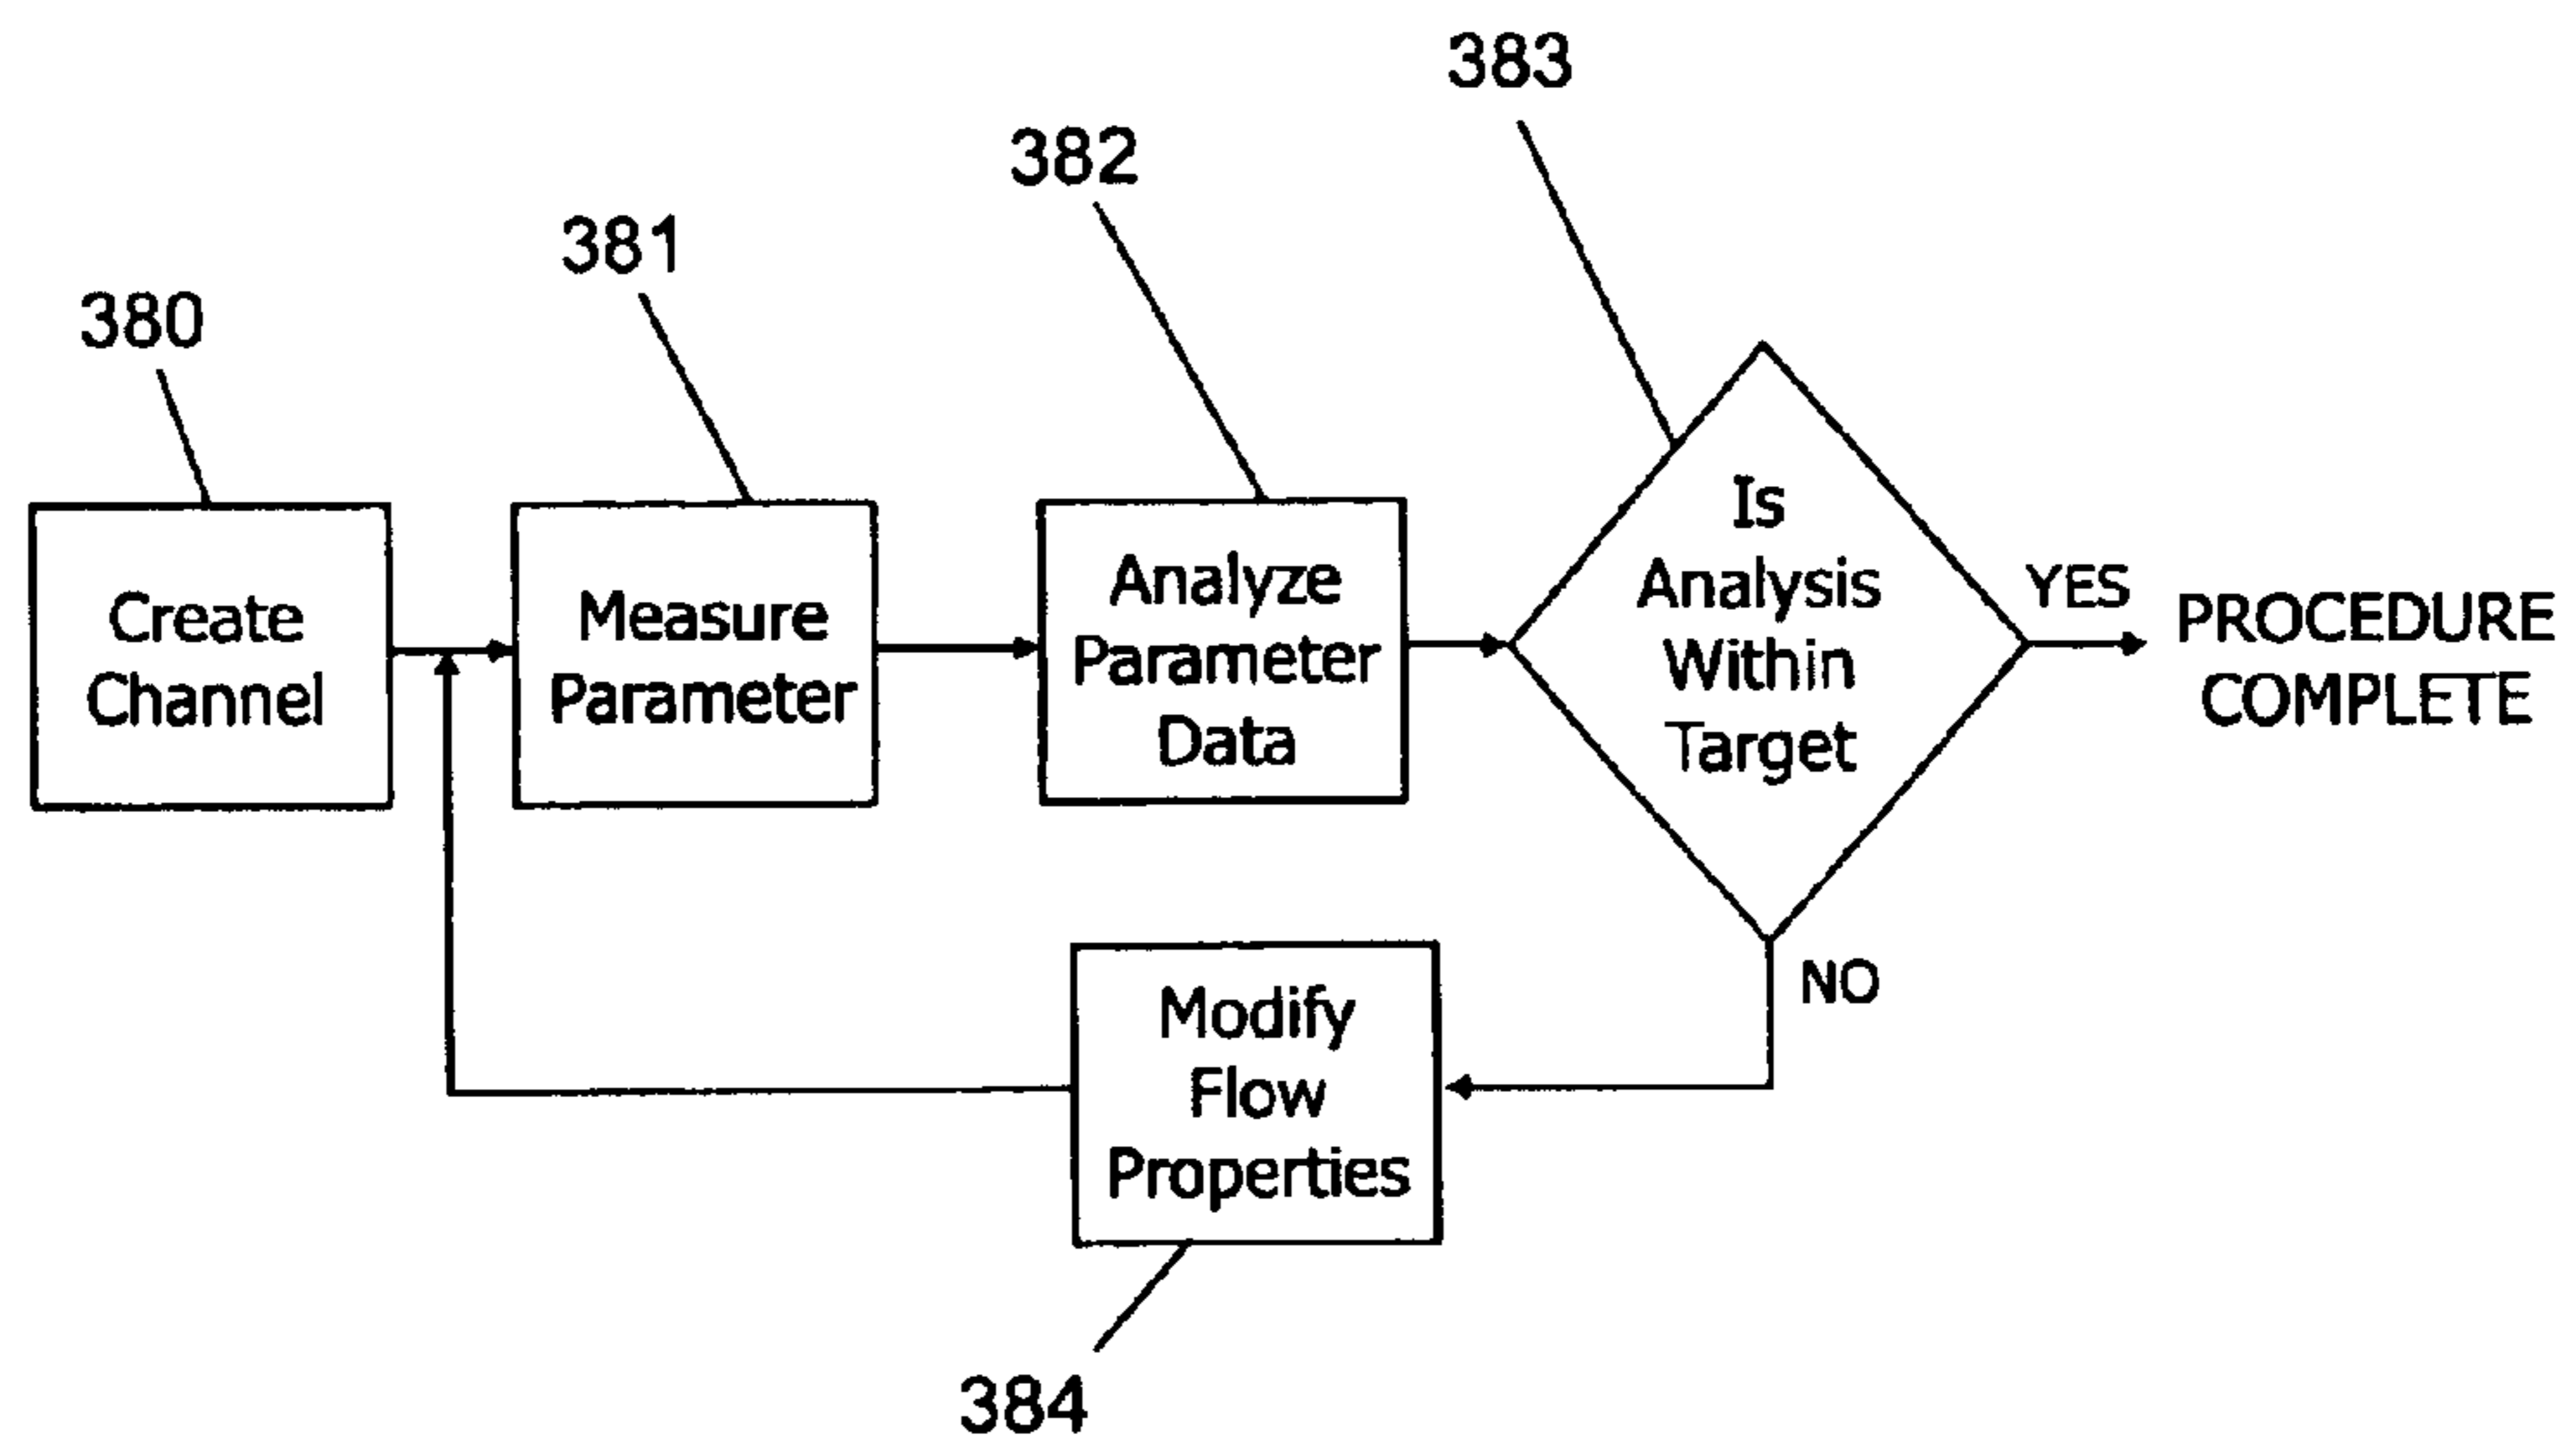 383
382
381
380
Create
Channel
Measure
Parameter
Analyze
Parameter
Data
Is
Analysis
Within
Target
YES
PROCEDURE
COMPLETE
NO
Modify
Flow
Properties
384